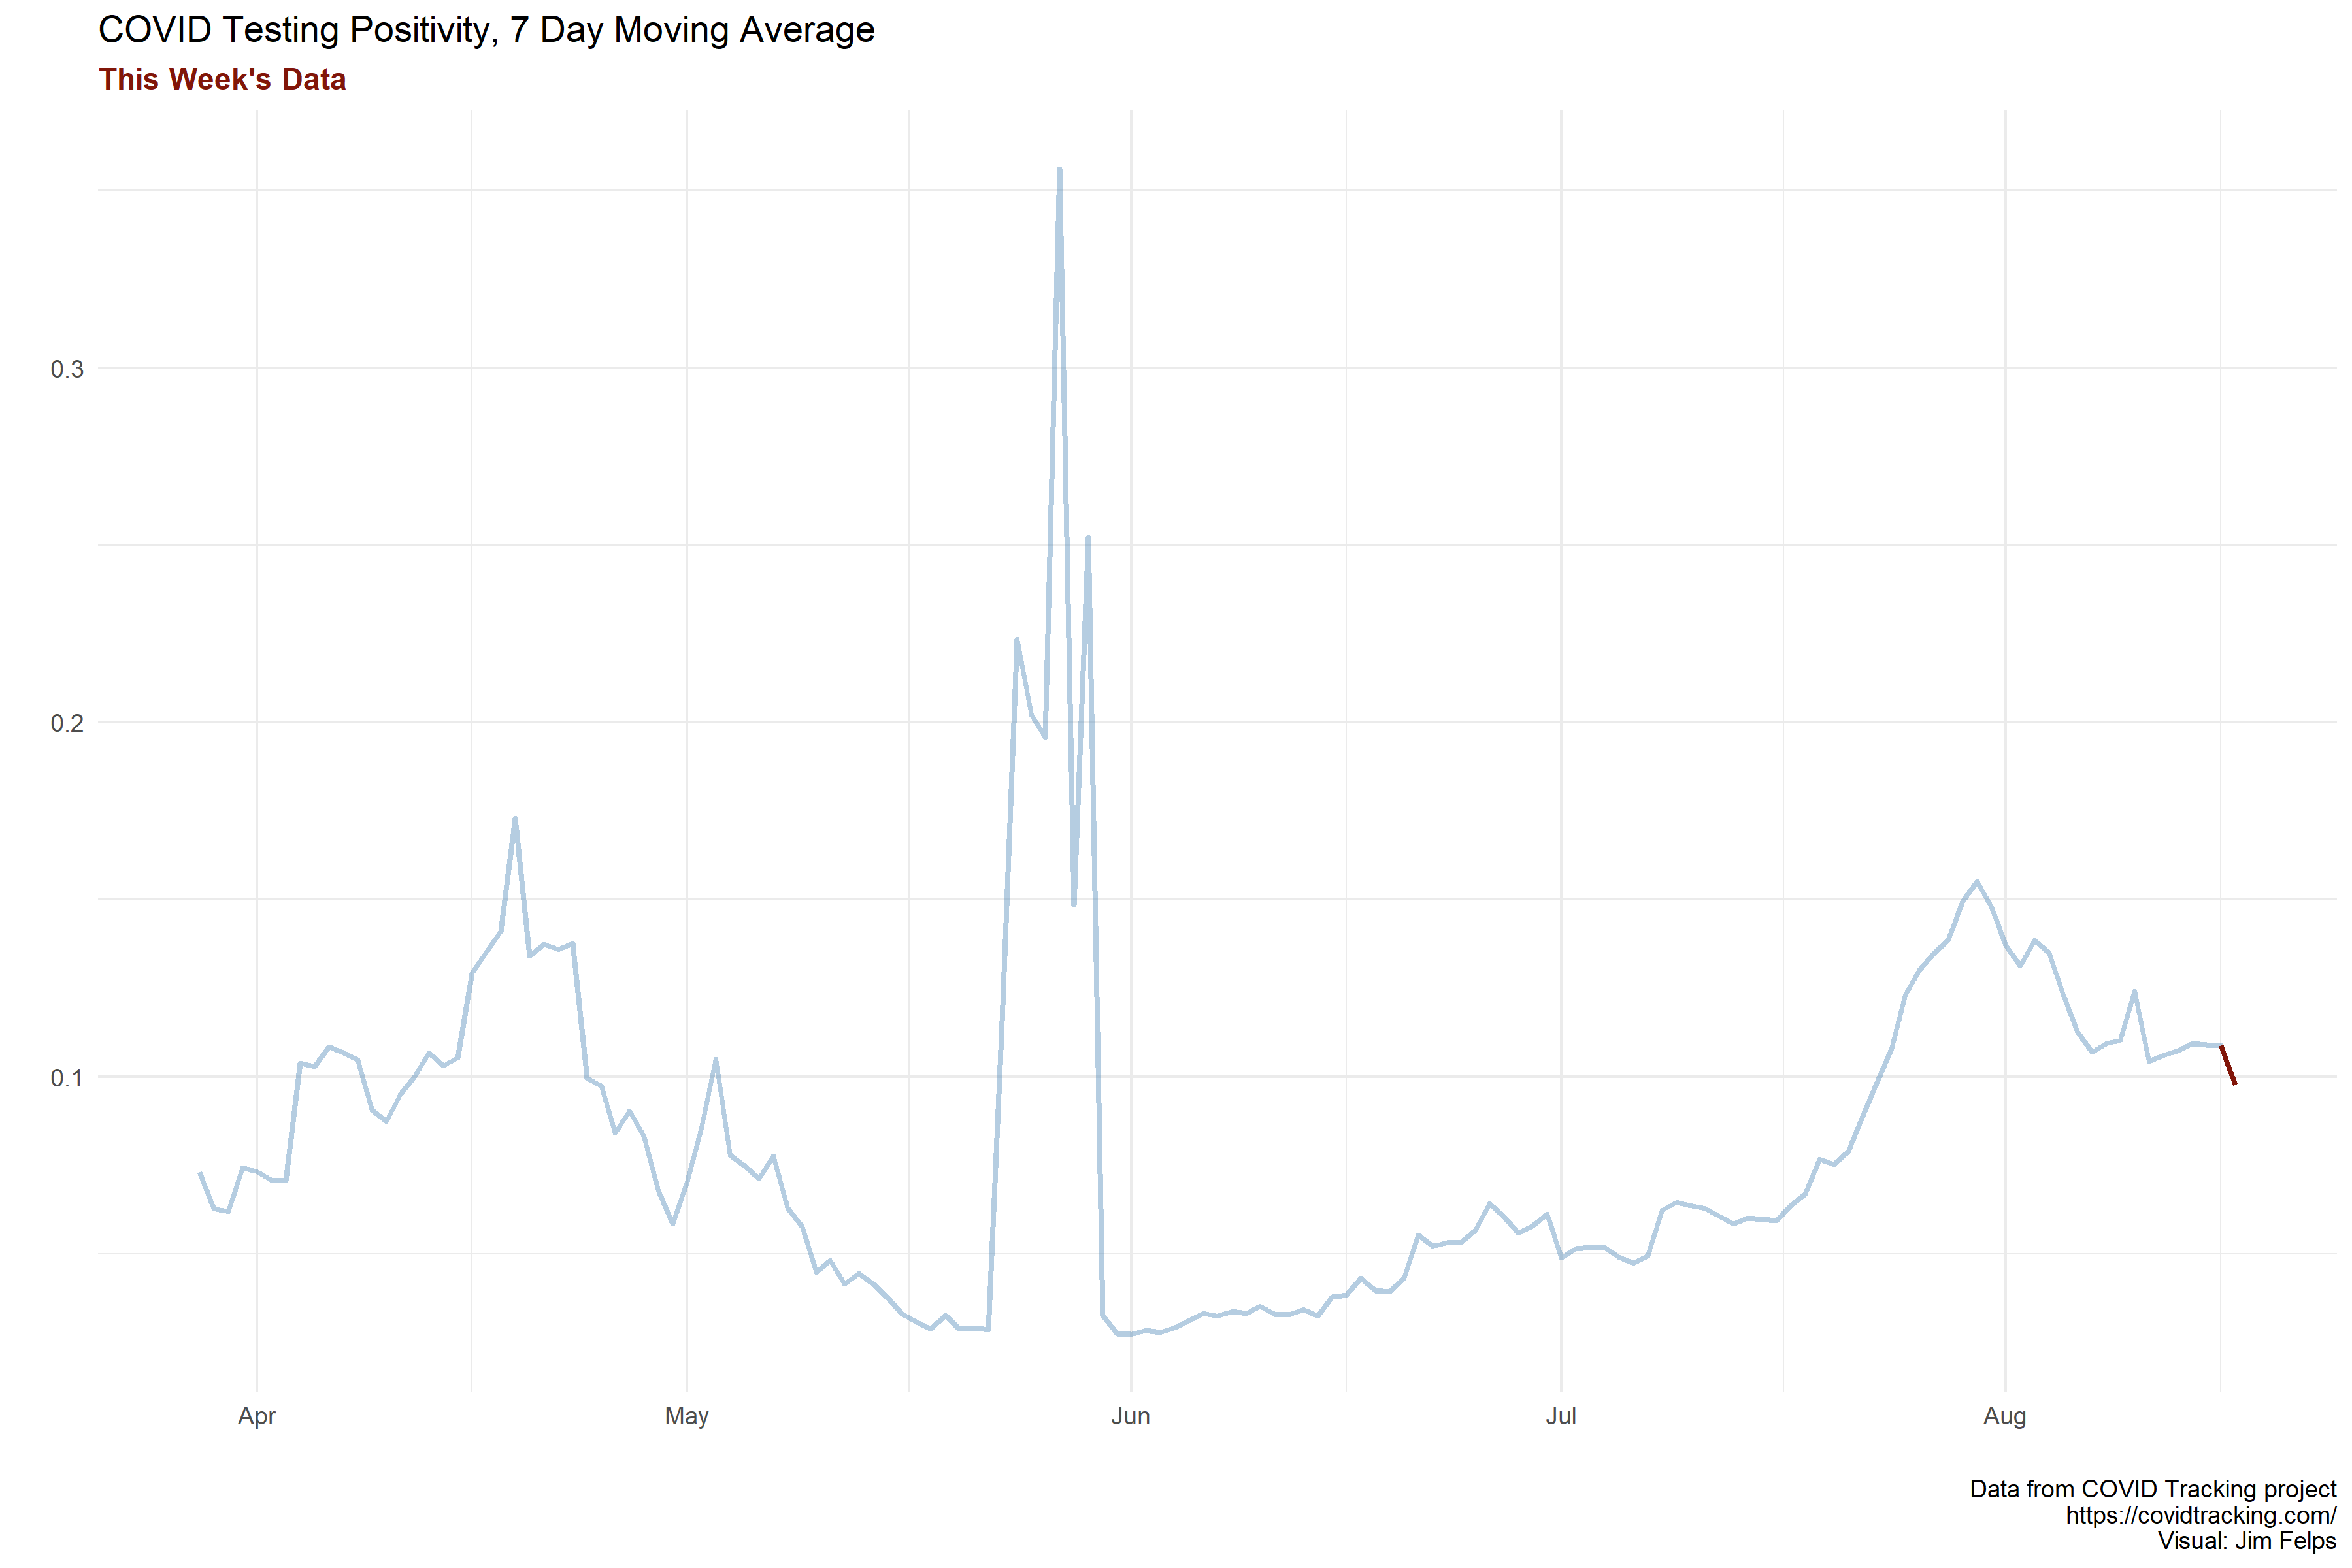 COVID Testing Positivity, 7 Day Moving Average
This Week's Data
0.3
0.2
0.1
Apr
May
Jun
Jul
Aug
Data from COVID Tracking project
https://covidtracking.com/
Visual: Jim Felps